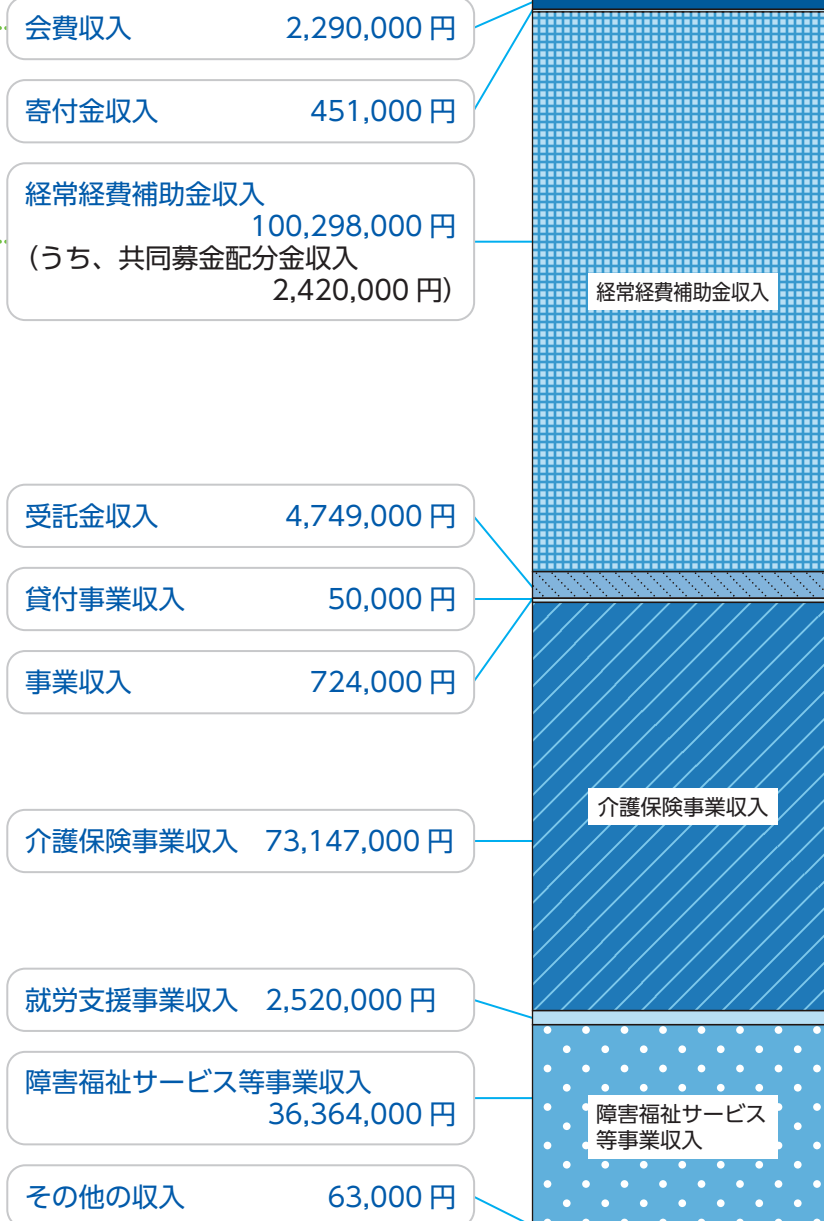 会費収入 2,290,000 円
寄付金収入 451,000 円
経常経費補助金収入
100,298,000 円
(うち、共同募金配分金収入
2,420,000 円)
経常経費補助金収入
受託金収入 4,749,000 円
貸付事業収入 50,000 円
事業収入 724,000 円
介護保険事業収入
介護保険事業収入 73,147,000 円
就労支援事業収入 2,520,000 円
障害福祉サービス等事業収入
36,364,000 円
障害福祉サービス
等事業収入
その他の収入 63,000 円